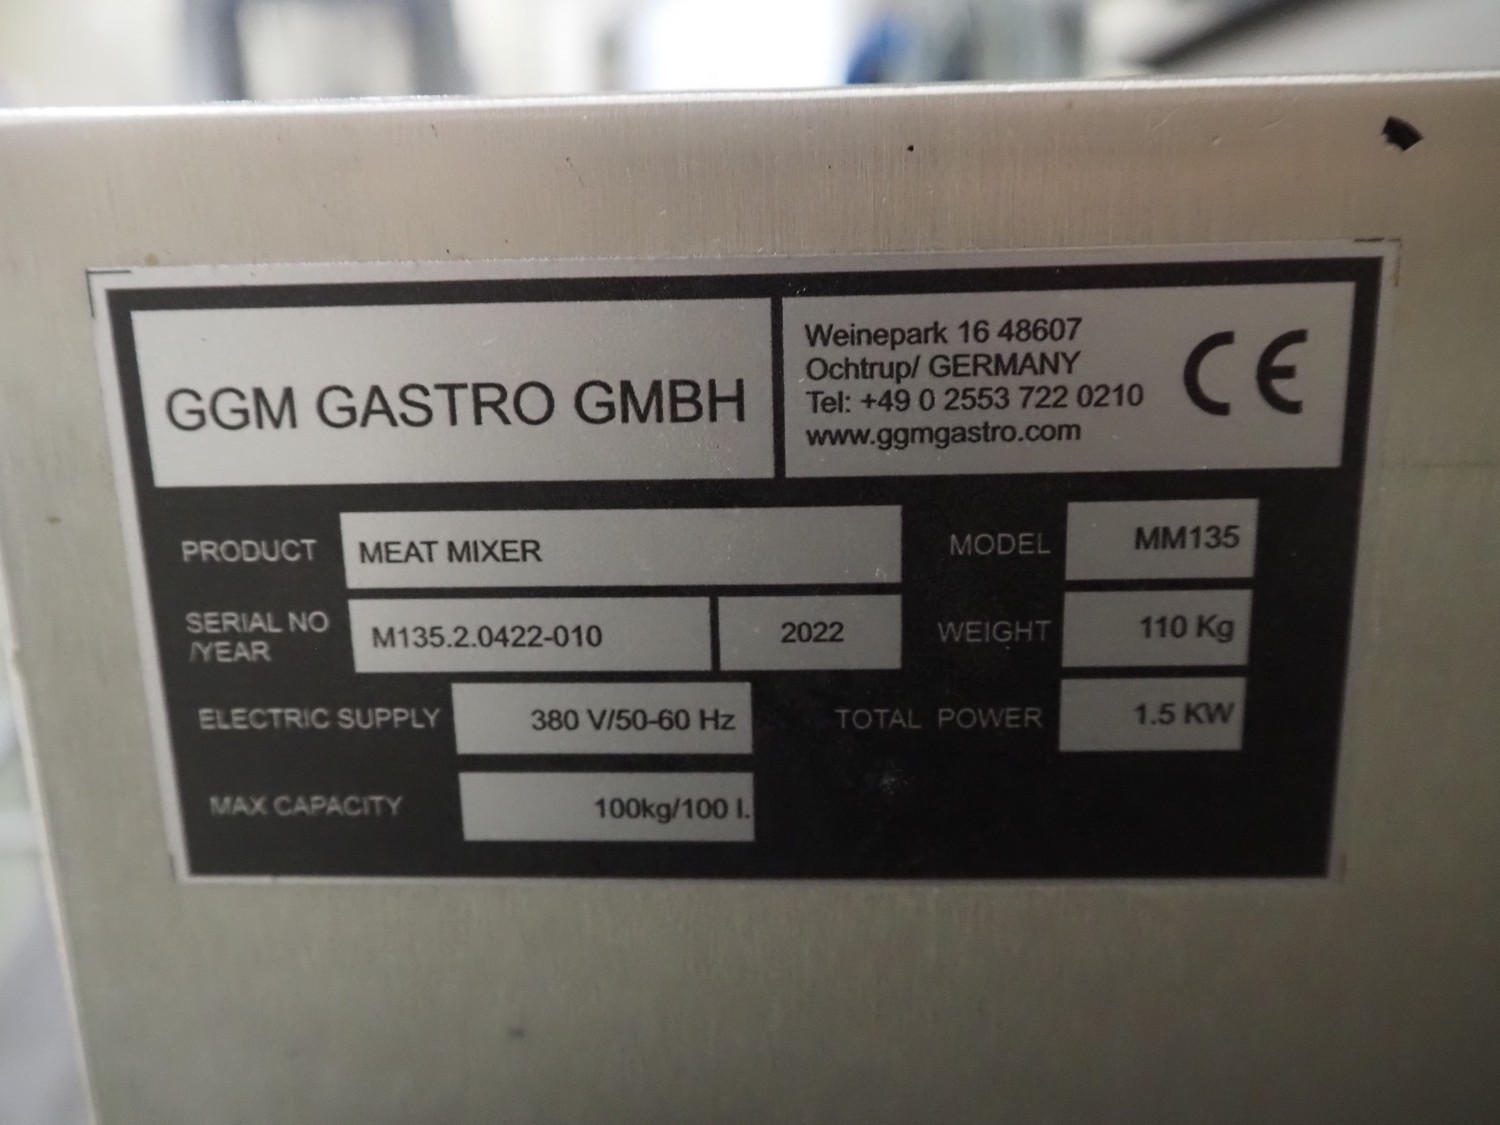 GGM GASTRO GMBH
Weinepark 16 48607
Ochtrup/ GERMANY
Tel: +49 0 2553 722 0210
www.ggmgastro.com
CE
PRODUCT MEAT MIXER MODEL MM135
SERIAL NO
/YEAR M135.2.0422-010 2022 WEIGHT 110 Kg
ELECTRIC SUPPLY 380 V/50-60 Hz TOTAL POWER 1.5 KW
MAX CAPACITY 100kg/100 l.